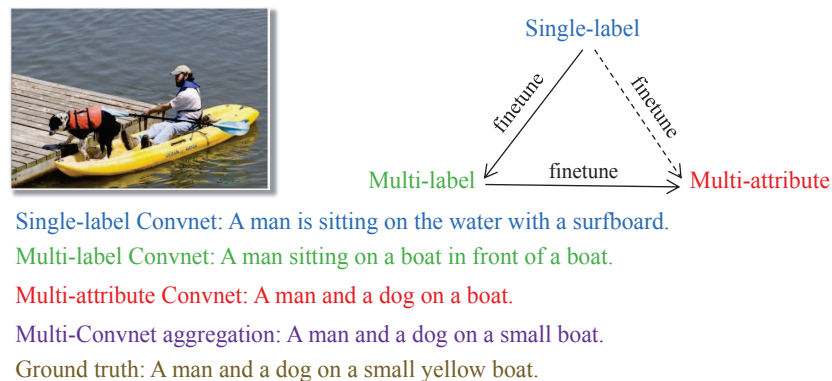 Single-label
finetune
finetune
Multi-label
finetune
Multi-attribute
Single-label Convnet: A man is sitting on the water with a surfboard.
Multi-label Convnet: A man sitting on a boat in front of a boat.
Multi-attribute Convnet: A man and a dog on a boat.
Multi-Convnet aggregation: A man and a dog on a small boat.
Ground truth: A man and a dog on a small yellow boat.